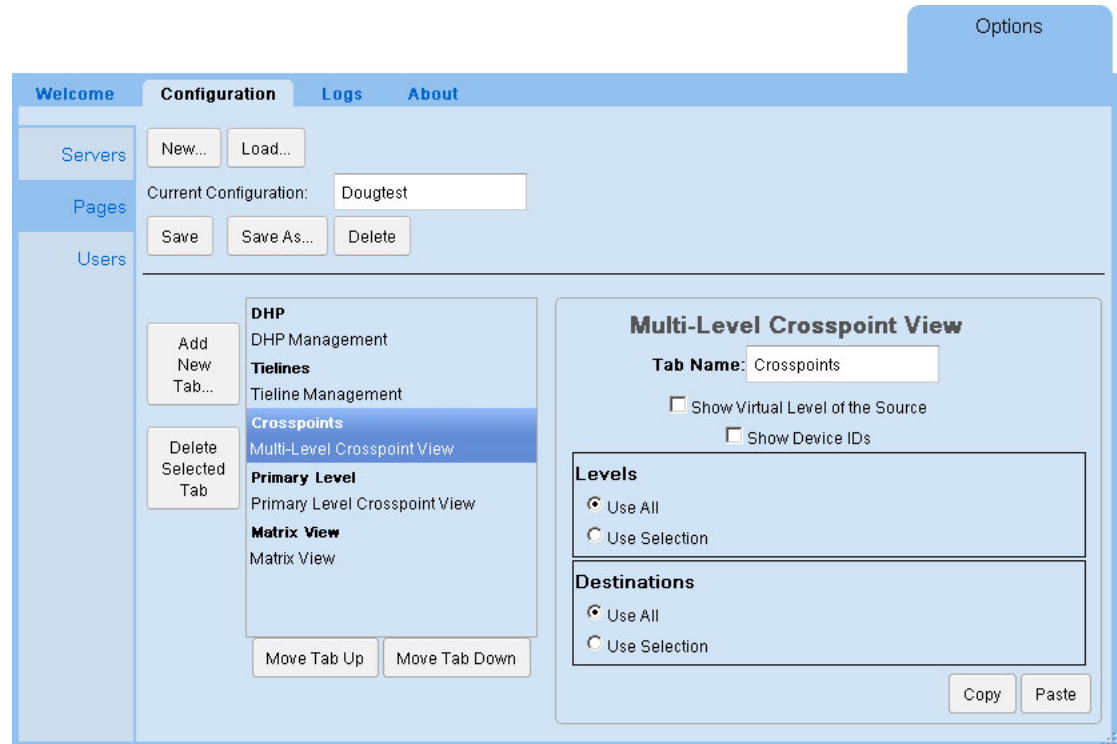 Options
Welcome Configuration Logs About
Servers
Pages
Users
New... Load...
Current Configuration: Dougtest
Save Save As... Delete
Add
New
Tab...
Delete
Selected
Tab
DHP
DHP Management
Tielines
Tieline Management
Crosspoints
Multi-Level Crosspoint View
Primary Level
Primary Level Crosspoint View
Matrix View
Matrix View
Move Tab Up Move Tab Down
Multi-Level Crosspoint View
Tab Name: Crosspoints
Show Virtual Level of the Source
Show Device IDs
Levels
Use All
Use Selection
Destinations
Use All
Use Selection
Copy Paste